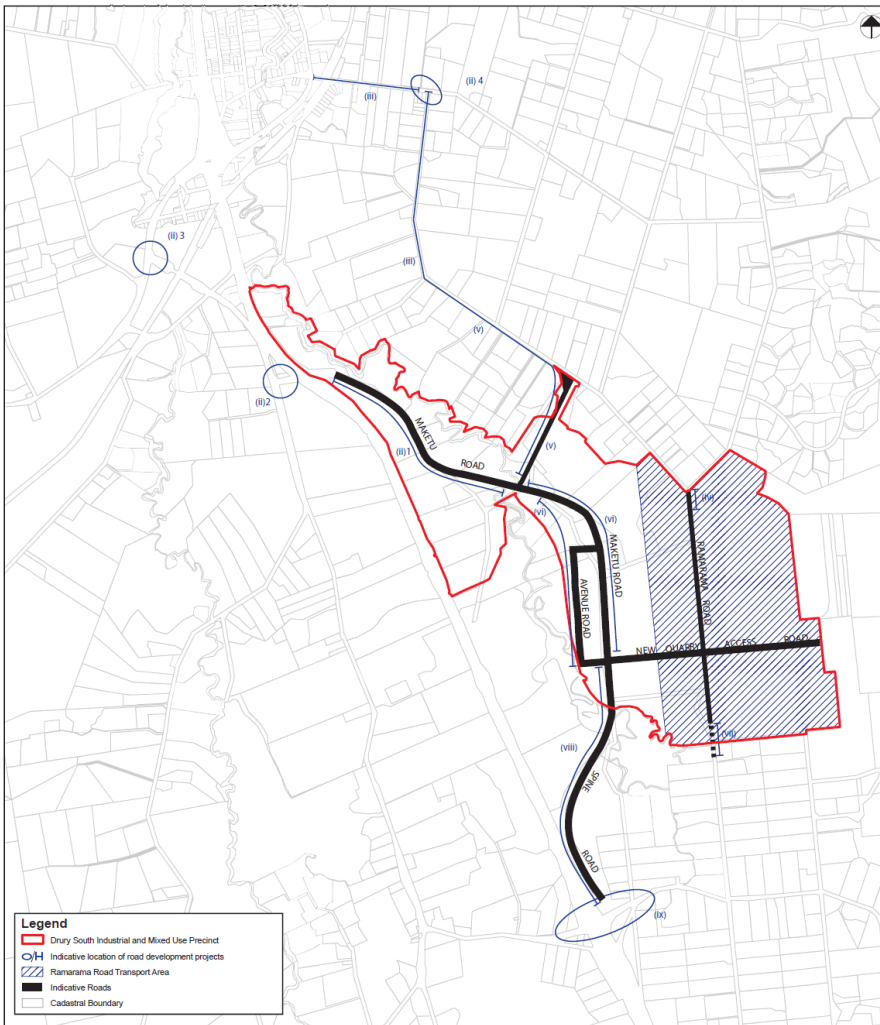 (iii)
(ii) 4
(ii) 3
(iii)
(v)
(ii)2
MAKETU
ROAD
(ii)1
(v)
(vi)
(vi)
(iv)
MAKETU ROAD
AVENUE ROAD
RAMARAMA ROAD
NEW QUARRY ACCESS ROAD
(vii)
(viii)
SPINE
ROAD
(ix)
Legend
Drury South Industrial and Mixed Use Precinct
Indicative location of road development projects
Ramarama Road Transport Area
Indicative Roads
Cadastral Boundary